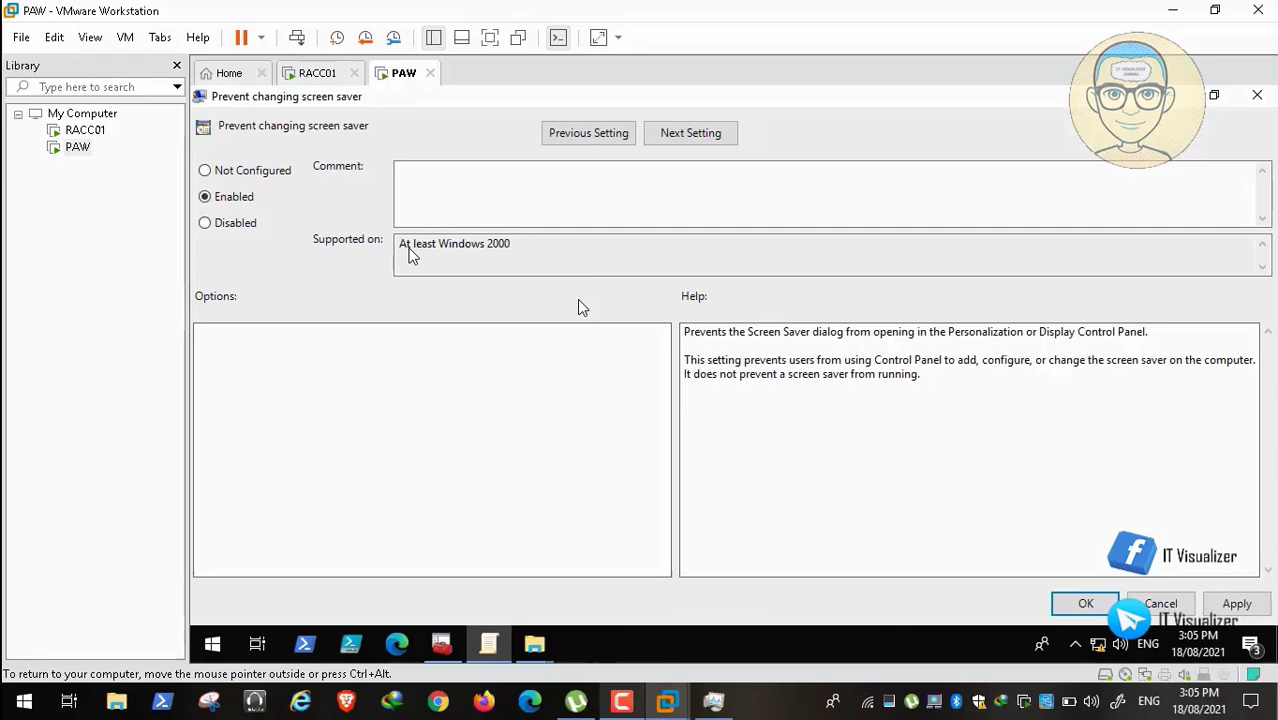 PAW - VMware Workstation
File Edit View VM Tabs Help
Library
Type here to search
My Computer
RACC01
PAW
Home RACC01 PAW
IT VISUALIZER
CHANNEL
Prevent changing screen saver
Prevent changing screen saver
Previous Setting Next Setting
Not Configured
Enabled
Disabled
Comment:
Supported on:
At least Windows 2000
Options:
Help:
Prevents the Screen Saver dialog from opening in the Personalization or Display Control Panel.
This setting prevents users from using Control Panel to add, configure, or change the screen saver on the computer.
It does not prevent a screen saver from running.
IT Visualizer
OK Cancel Apply
IT Visualizer
ENG
3:05 PM
18/08/2021
3
To return to your computer, move the mouse pointer outside or press Ctrl+Alt.
ENG
3:05 PM
18/08/2021